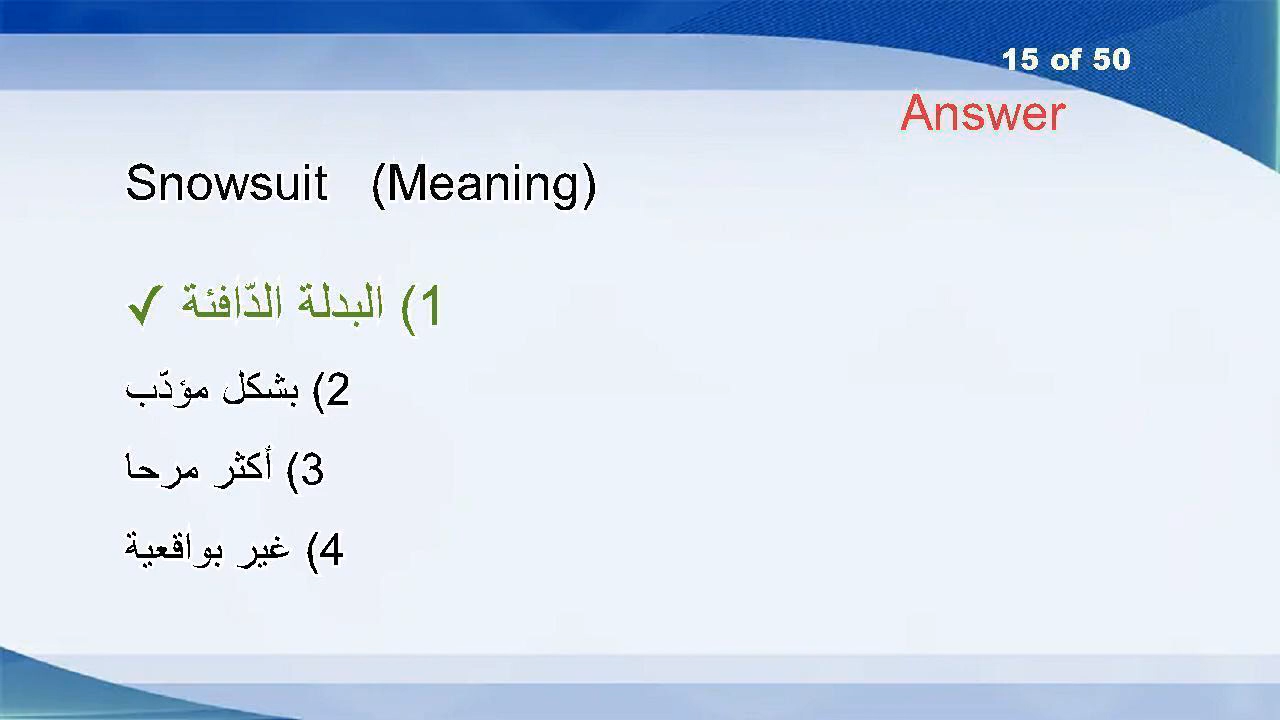 15 of 50
Answer
Snowsuit (Meaning)
1) البدلة الدّافئة ✓
2) بشكل مؤدّب
3) أكثر مرحا
4) غير بواقعية